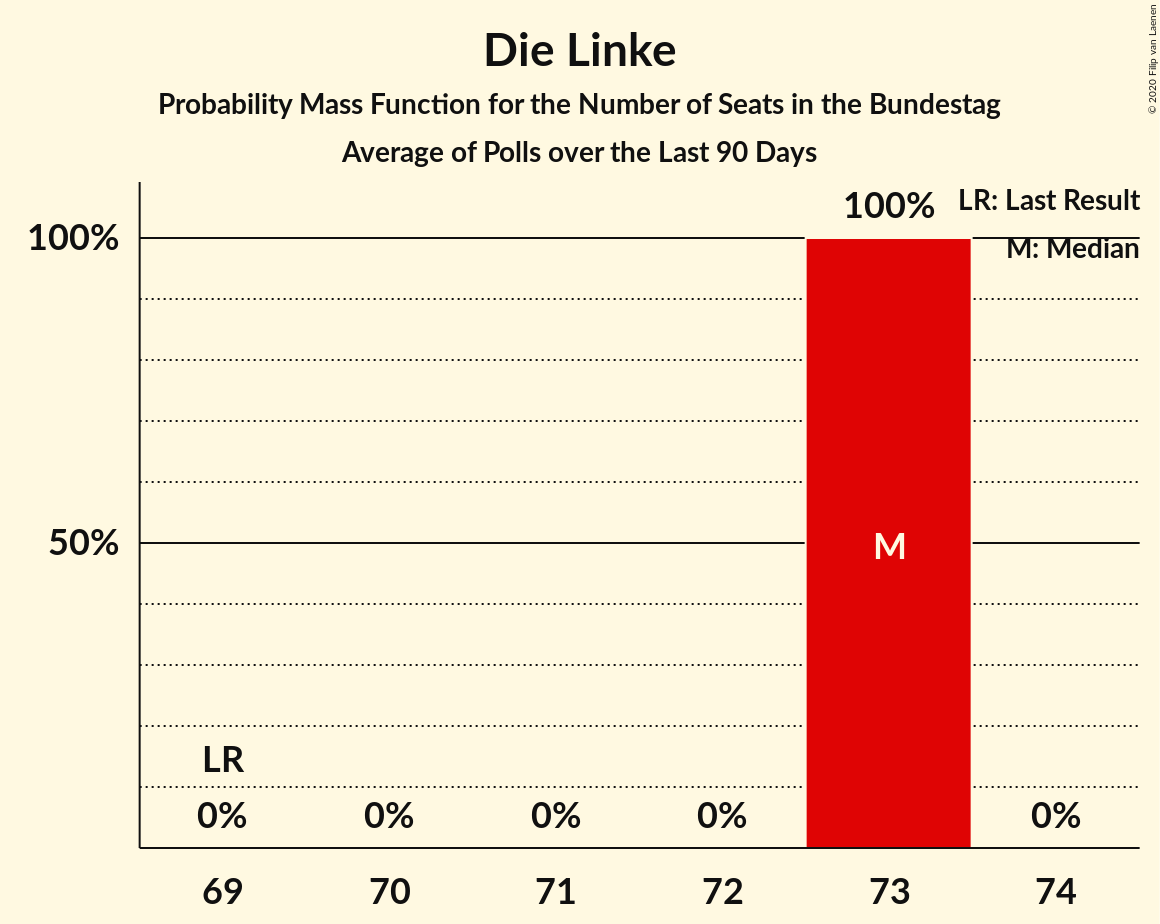 Die Linke
Probability Mass Function for the Number of Seats in the Bundestag
Average of Polls over the Last 90 Days
© 2020 Filip van Laenen
LR: Last Result
M: Median
100%
100%
50%
M
LR
0%
0%
0%
0%
0%
69
70
71
72
73
74